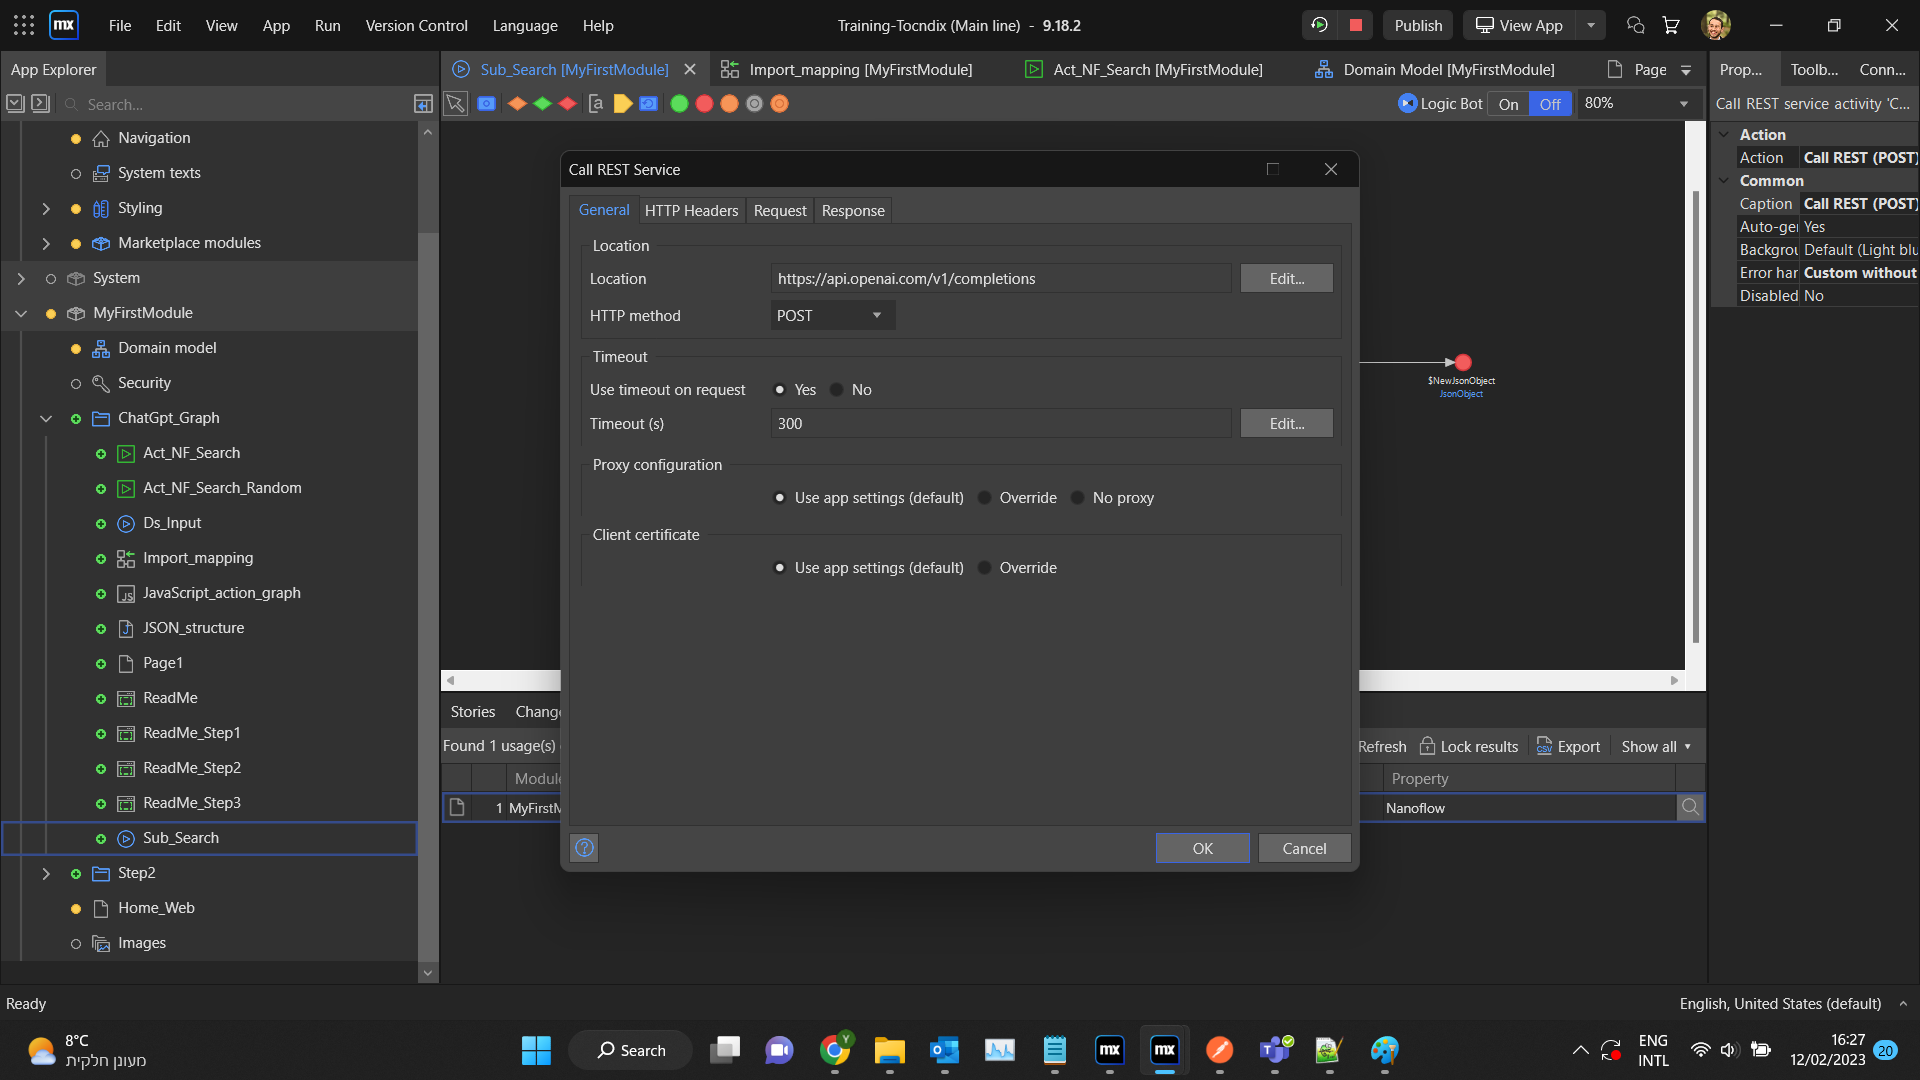 mx File Edit View App Run Version Control Language Help
Training-Tocndix (Main line) - 9.18.2
Publish View App
App Explorer
Search...
Navigation
System texts
Styling
Marketplace modules
System
MyFirstModule
Domain model
Security
ChatGpt_Graph
Act_NF_Search
Act_NF_Search_Random
Ds_Input
Import_mapping
JavaScript_action_graph
JSON_structure
Page1
ReadMe
ReadMe_Step1
ReadMe_Step2
ReadMe_Step3
Sub_Search
Step2
Home_Web
Images
Sub_Search [MyFirstModule] Import_mapping [MyFirstModule] Act_NF_Search [MyFirstModule] Domain Model [MyFirstModule] Page
Logic Bot On Off 80%
Call REST Service
General HTTP Headers Request Response
Location
Location https://api.openai.com/v1/completions Edit...
HTTP method POST
Timeout
Use timeout on request Yes No
Timeout (s) 300 Edit...
Proxy configuration
Use app settings (default) Override No proxy
Client certificate
Use app settings (default) Override
OK Cancel
$NewJsonObject
JsonObject
Stories Chang
Found 1 usage(s)
Refresh Lock results CSV Export Show all
Modul Property
1 MyFirstM Nanoflow
Prop... Toolb... Conn...
Call REST service activity 'C...
Action
Action Call REST (POST)
Common
Caption Call REST (POST)
Auto-ger Yes
Backgrou Default (Light blu
Error har Custom without
Disabled No
Ready
English, United States (default)
8°C
מעונן חלקית
Search
mx mx
ENG
INTL
16:27
12/02/2023
20